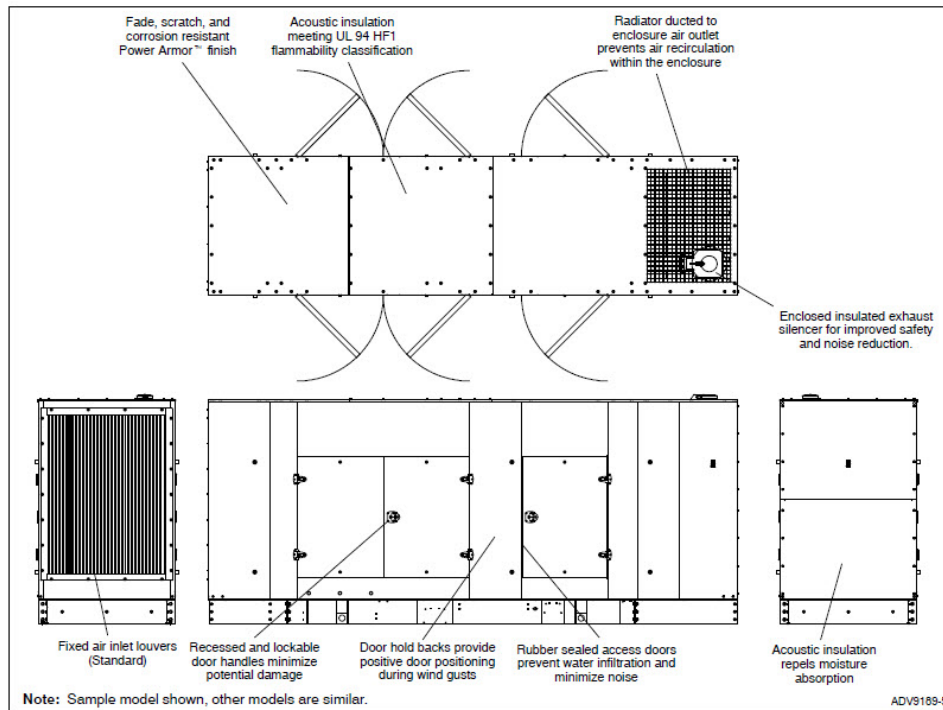 Fade, scratch, and
corrosion resistant
Power Armor™ finish
Acoustic insulation
meeting UL 94 HF1
flammability classification
Radiator ducted to
enclosure air outlet
prevents air recirculation
within the enclosure
Enclosed insulated exhaust
silencer for improved safety
and noise reduction.
Fixed air inlet louvers
(Standard)
Recessed and lockable
door handles minimize
potential damage
Door hold backs provide
positive door positioning
during wind gusts
Rubber sealed access doors
prevent water infiltration and
minimize noise
Acoustic insulation
repels moisture
absorption
Note: Sample model shown, other models are similar.